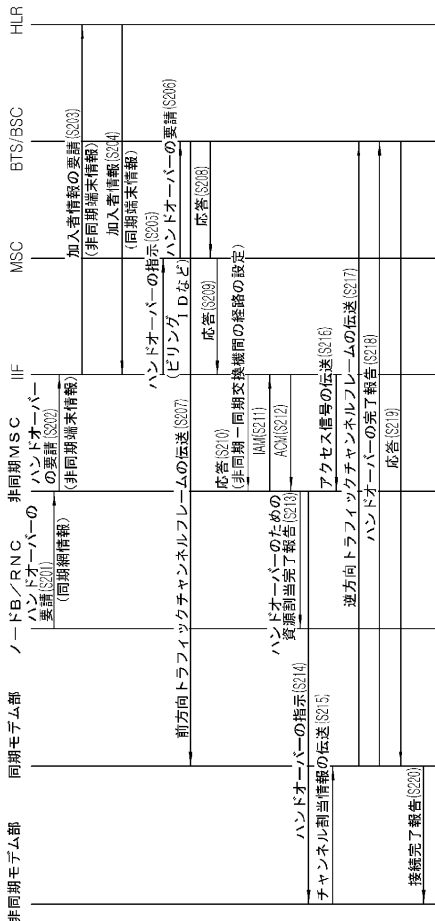 非同期モデム部
同期モデム部
ノードB／RNC
非同期MSC
IIF
MSC
BTS/BSC
HLR
ハンドオーバーの
要請(S201)
(同期網情報)
ハンドオーバー
の要請(S202)
(非同期端末情報)
加入者情報の要請(S203)
(非同期端末情報)
加入者情報(S204)
(同期端末情報)
ハンドオーバーの指示(S205)
(ビリング
IDなど)
ハンドオーバーの要請(S206)
前方向トラフィックチャンネルフレームの伝送(S207)
応答(S208)
応答(S209)
応答(S210)
(非同期－同期交換機間の経路の設定)
IAM(S211)
ACM(S212)
ハンドオーバーのための
資源割当完了報告(S213)
ハンドオーバーの指示(S214)
チャンネル割当情報の伝送(S215)
アクセス信号の伝送(S216)
逆方向トラフィックチャンネルフレームの伝送(S217)
ハンドオーバーの完了報告(S218)
応答(S219)
接続完了報告(S220)